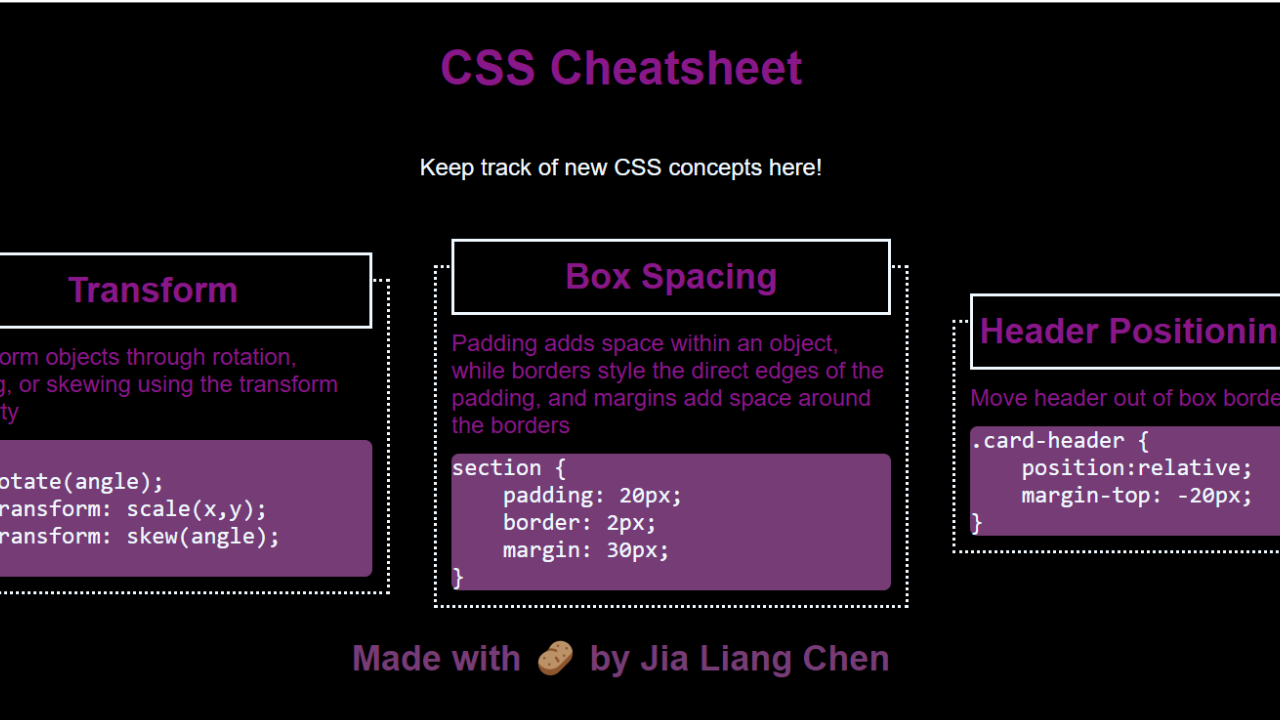 CSS Cheatsheet
Keep track of new CSS concepts here!
Transform
orm objects through rotation,
g, or skewing using the transform
ty
otate(angle);
ransform: scale(x,y);
ransform: skew(angle);
Box Spacing
Padding adds space within an object,
while borders style the direct edges of the
padding, and margins add space around
the borders
section {
    padding: 20px;
    border: 2px;
    margin: 30px;
}
Header Positionin
Move header out of box borde
.card-header {
    position:relative;
    margin-top: -20px;
}
Made with 🥔 by Jia Liang Chen